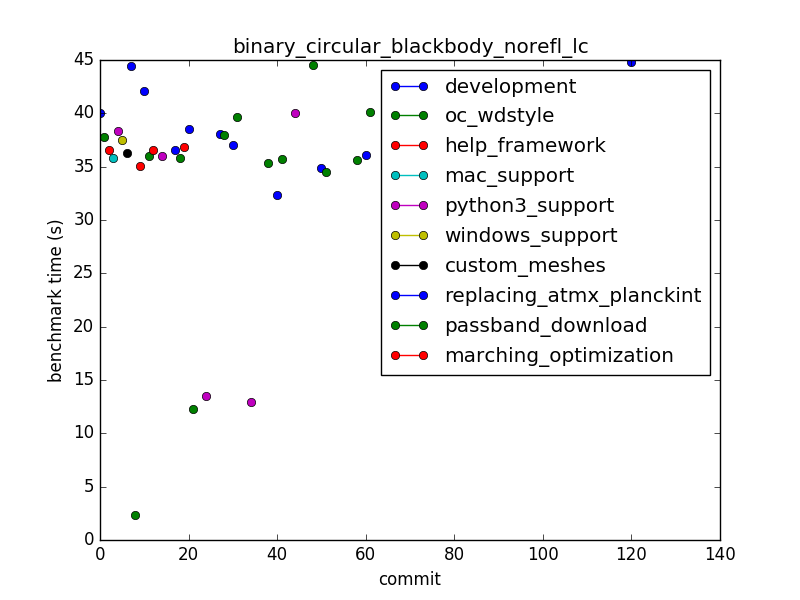 binary_circular_blackbody_norefl_lc
45
40
35
30
25
20
15
10
5
0
benchmark time (s)
development
oc_wdstyle
help_framework
mac_support
python3_support
windows_support
custom_meshes
replacing_atmx_planckint
passband_download
marching_optimization
0 20 40 60 80 100 120 140
commit